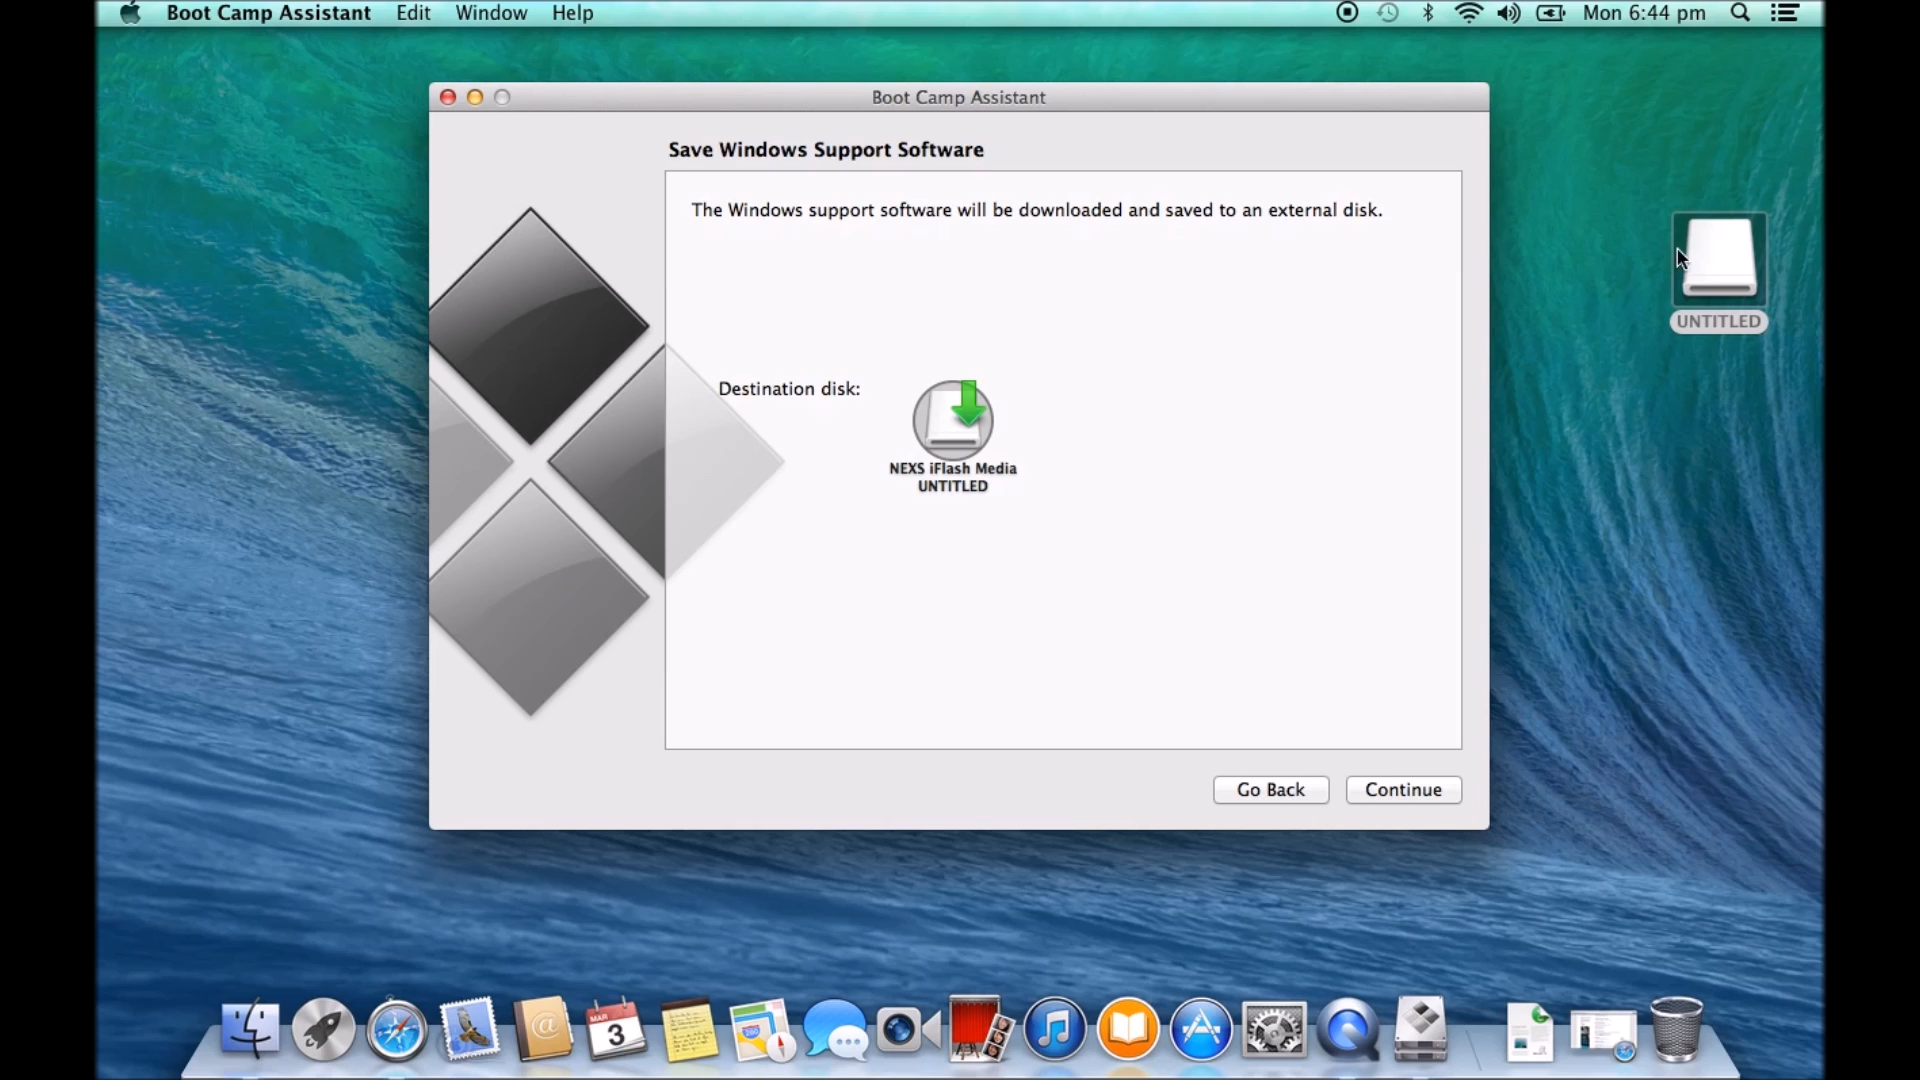 Boot Camp Assistant Edit Window Help Mon 6:44 pm
Boot Camp Assistant
Save Windows Support Software
The Windows support software will be downloaded and saved to an external disk.
UNTITLED
Destination disk:
NEXS iFlash Media
UNTITLED
Go Back Continue
MAR
3